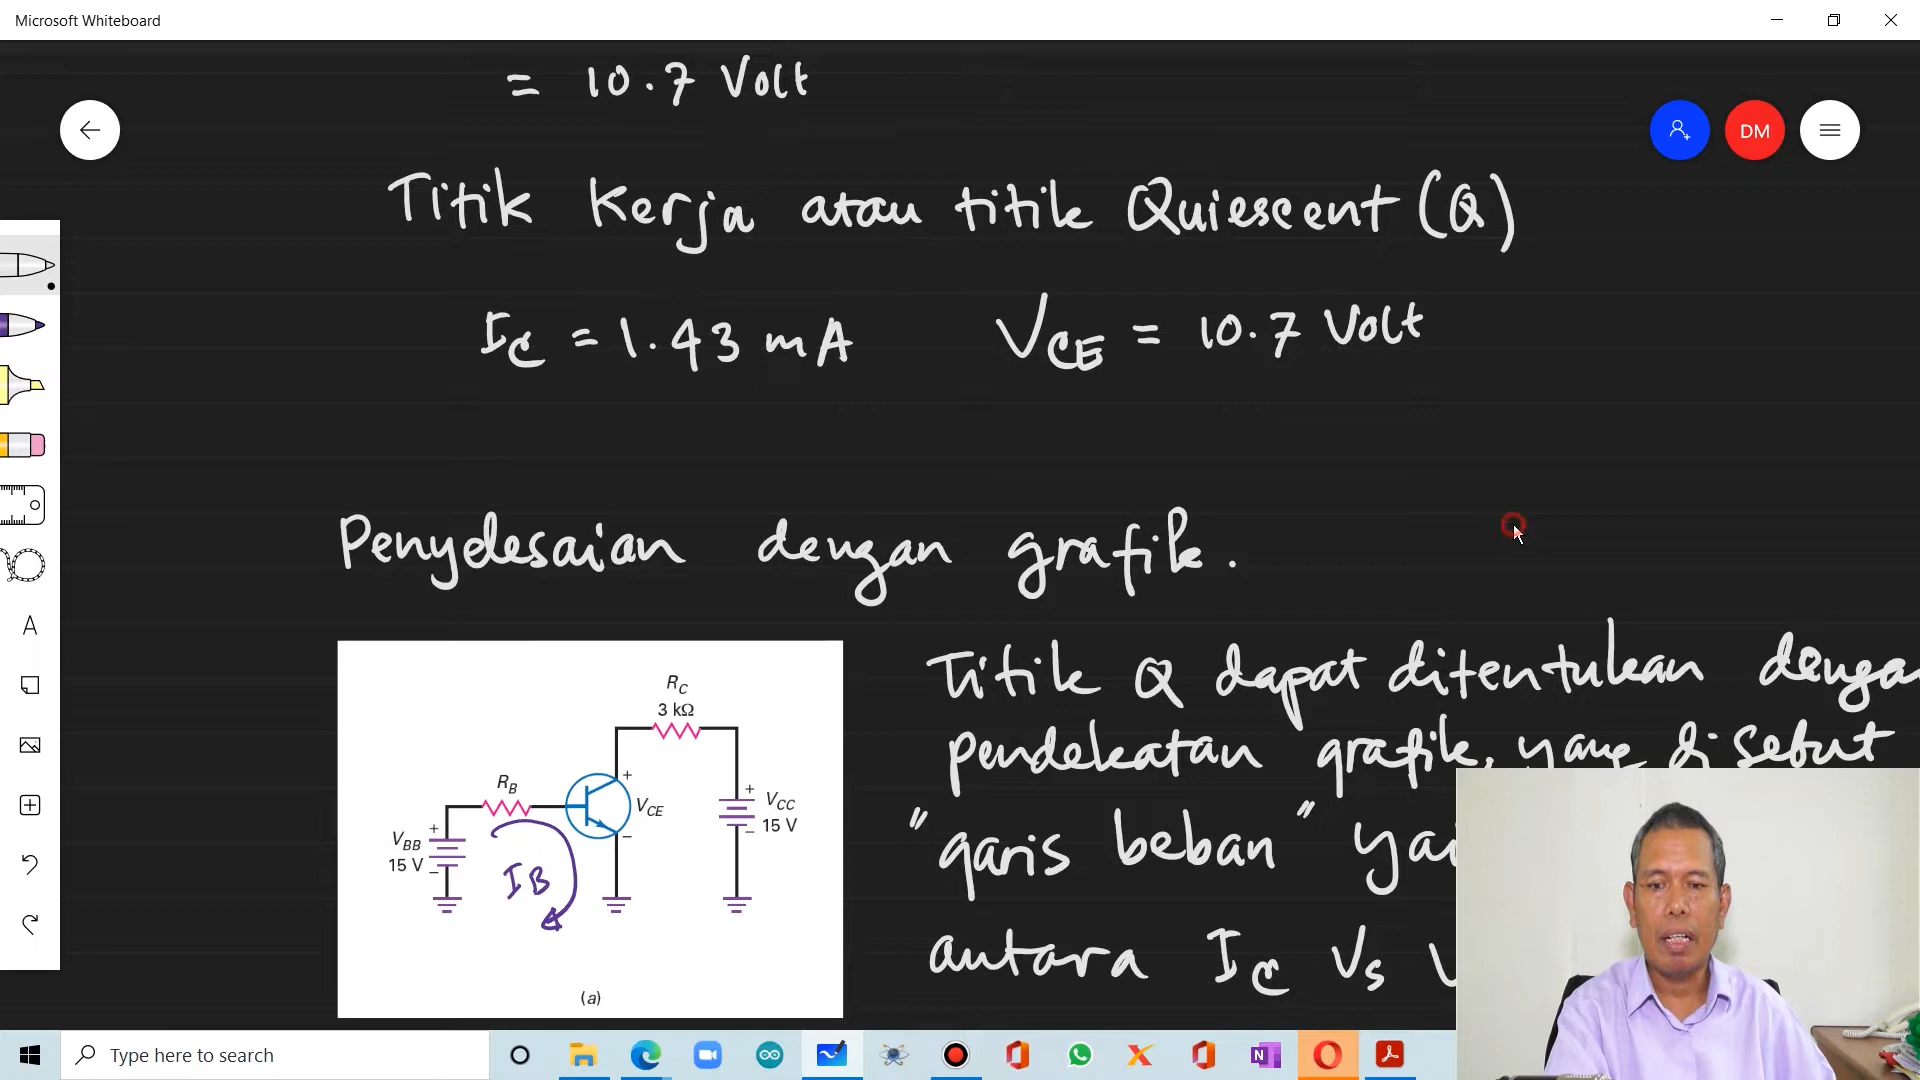 Microsoft Whiteboard
= 10.7 Volt
DM
Titik Kerja atau titik Quiescent (Q)
IC = 1.43 mA VCE = 10.7 Volt
Penyelesaian dengan grafik.
Titik Q dapat ditentukan dengan
pendekatan grafik, yang disebut
"garis beban"
antara IC Vs
RC
3 kΩ
RB
+
VCE
−
+
VCC
− 15 V
+
VBB
15 V −
IB
(a)
A
Type here to search